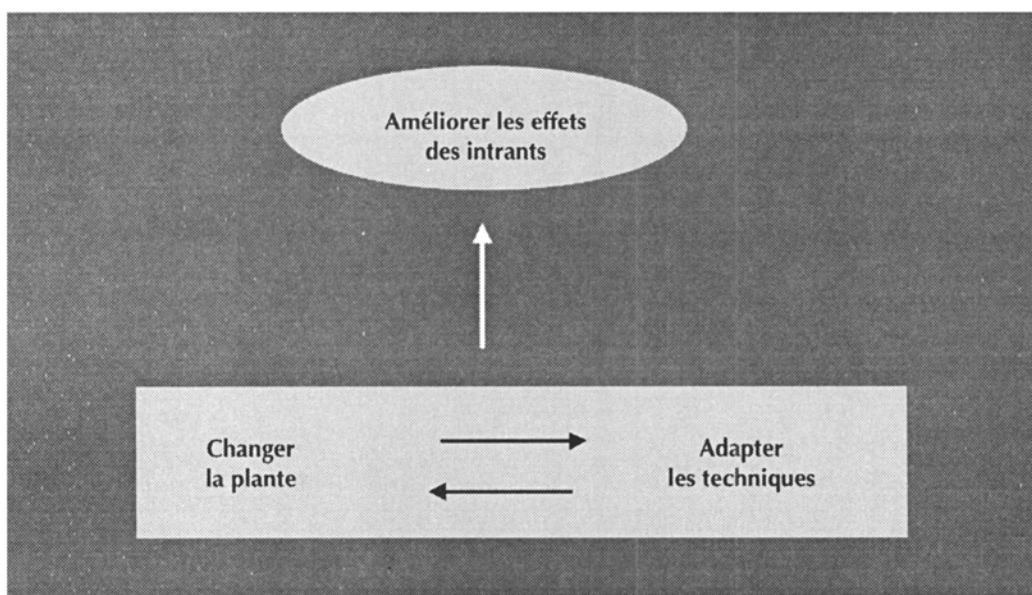 Améliorer les effets
des intrants
Changer
la plante
Adapter
les techniques